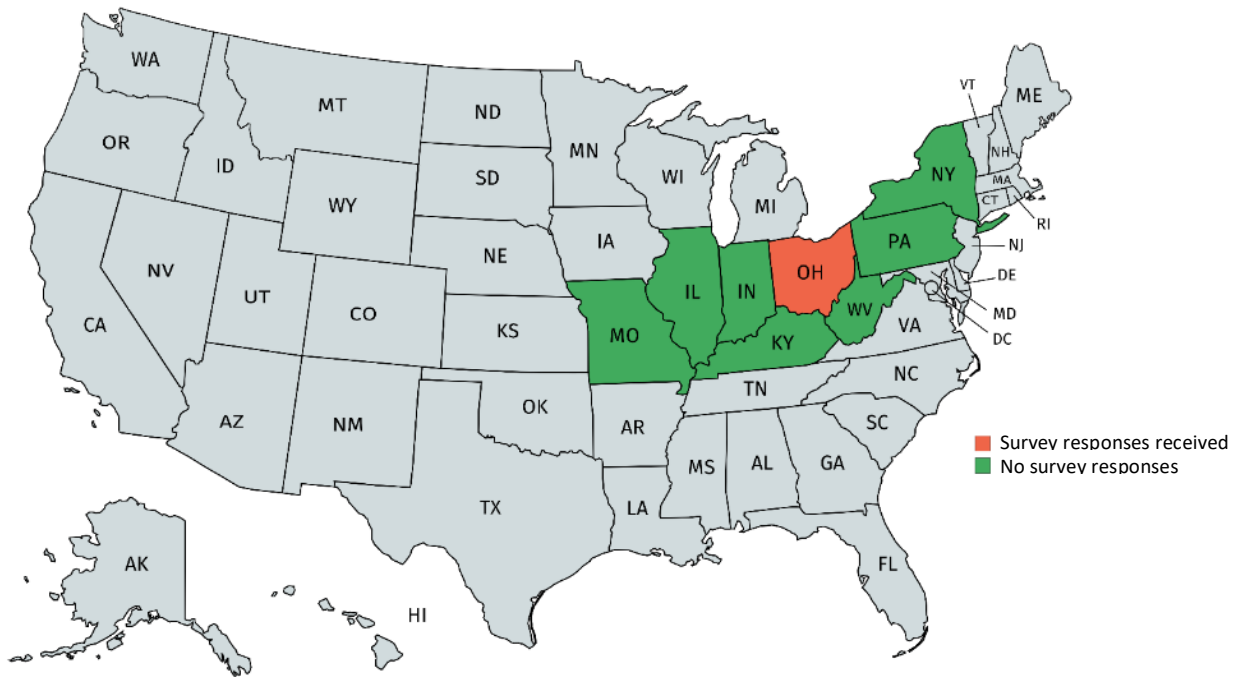 WA
MT
ND
MN
VT
ME
OR
ID
SD
WI
NY
NH
MA
WY
MI
CT
RI
IA
PA
NJ
NE
NV
OH
DE
UT
IL
IN
CO
WV
MD
CA
KS
MO
VA
DC
KY
NC
TN
OK
AZ
NM
AR
SC
Survey responses received
MS
AL
GA
No survey responses
TX
LA
AK
FL
HI